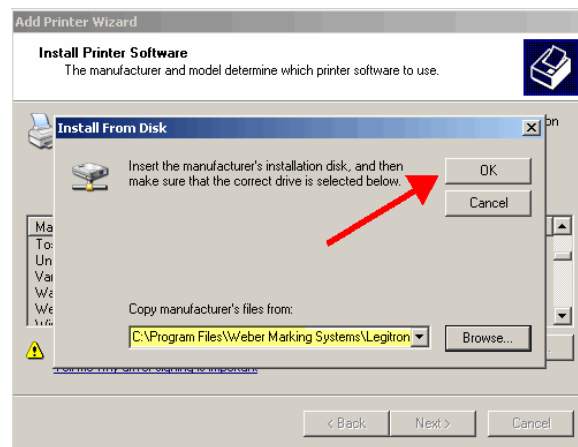 Add Printer Wizard
Install Printer Software
The manufacturer and model determine which printer software to use.
Install From Disk
Insert the manufacturer's installation disk, and then
make sure that the correct drive is selected below.
OK
Cancel
Copy manufacturer's files from:
C:\Program Files\Weber Marking Systems\Legitron
Browse...
< Back
Next >
Cancel